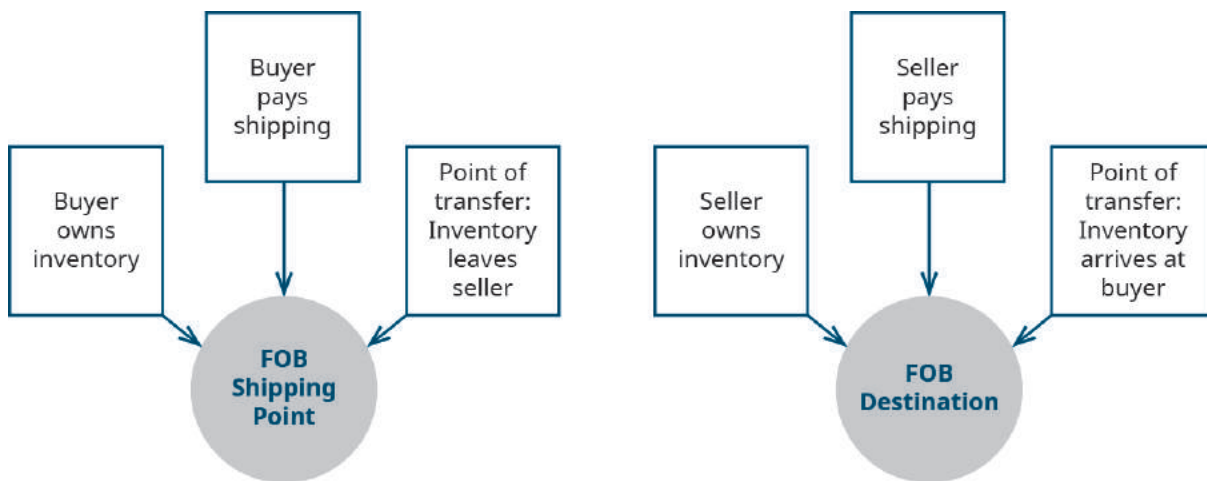 Buyer
pays
shipping
Buyer
owns
inventory
Point of
transfer:
Inventory
leaves
seller
FOB
Shipping
Point
Seller
pays
shipping
Seller
owns
inventory
Point of
transfer:
Inventory
arrives at
buyer
FOB
Destination